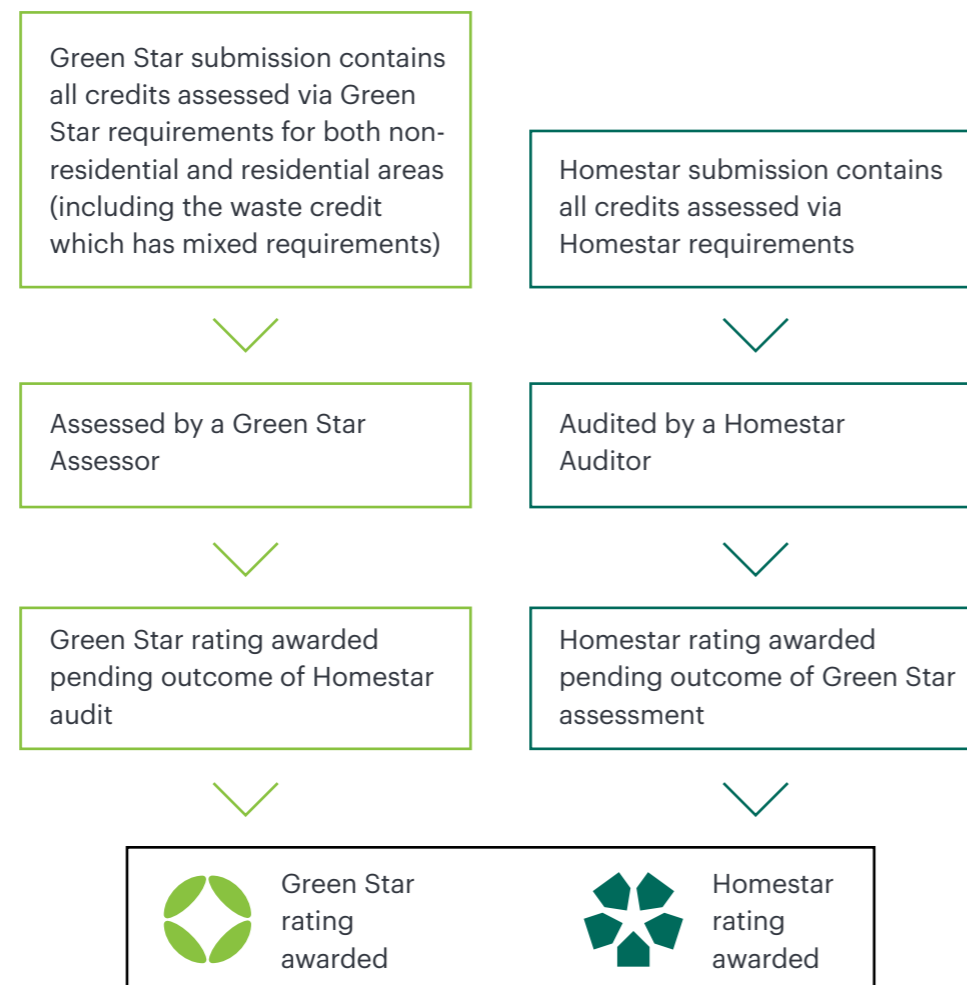 Green Star submission contains
all credits assessed via Green
Star requirements for both non-
residential and residential areas
(including the waste credit
which has mixed requirements)
Homestar submission contains
all credits assessed via
Homestar requirements
Assessed by a Green Star
Assessor
Audited by a Homestar
Auditor
Green Star rating awarded
pending outcome of Homestar
audit
Homestar rating awarded
pending outcome of Green Star
assessment
Green Star
rating
awarded
Homestar
rating
awarded